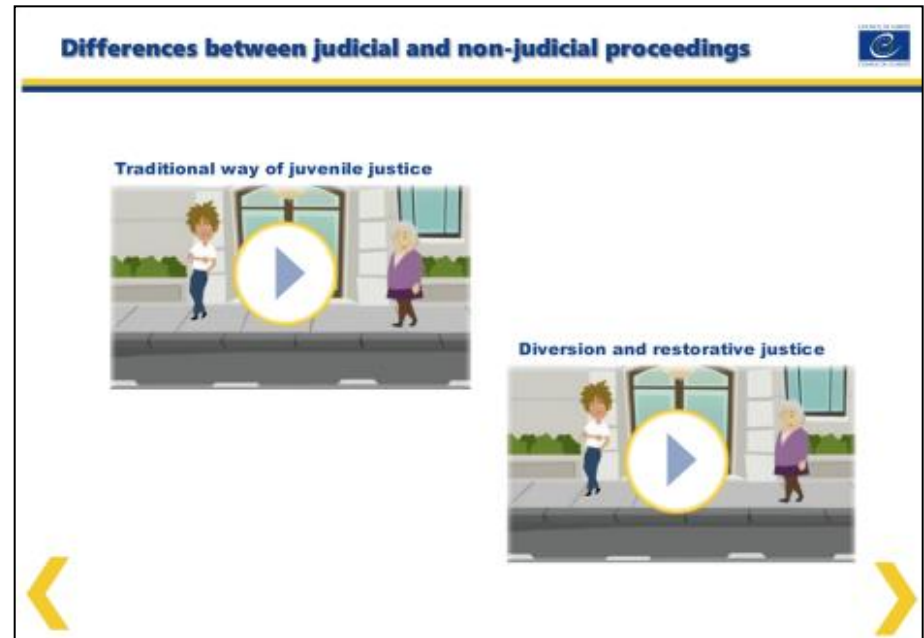 Differences between judicial and non-judicial proceedings
Traditional way of juvenile justice
Diversion and restorative justice